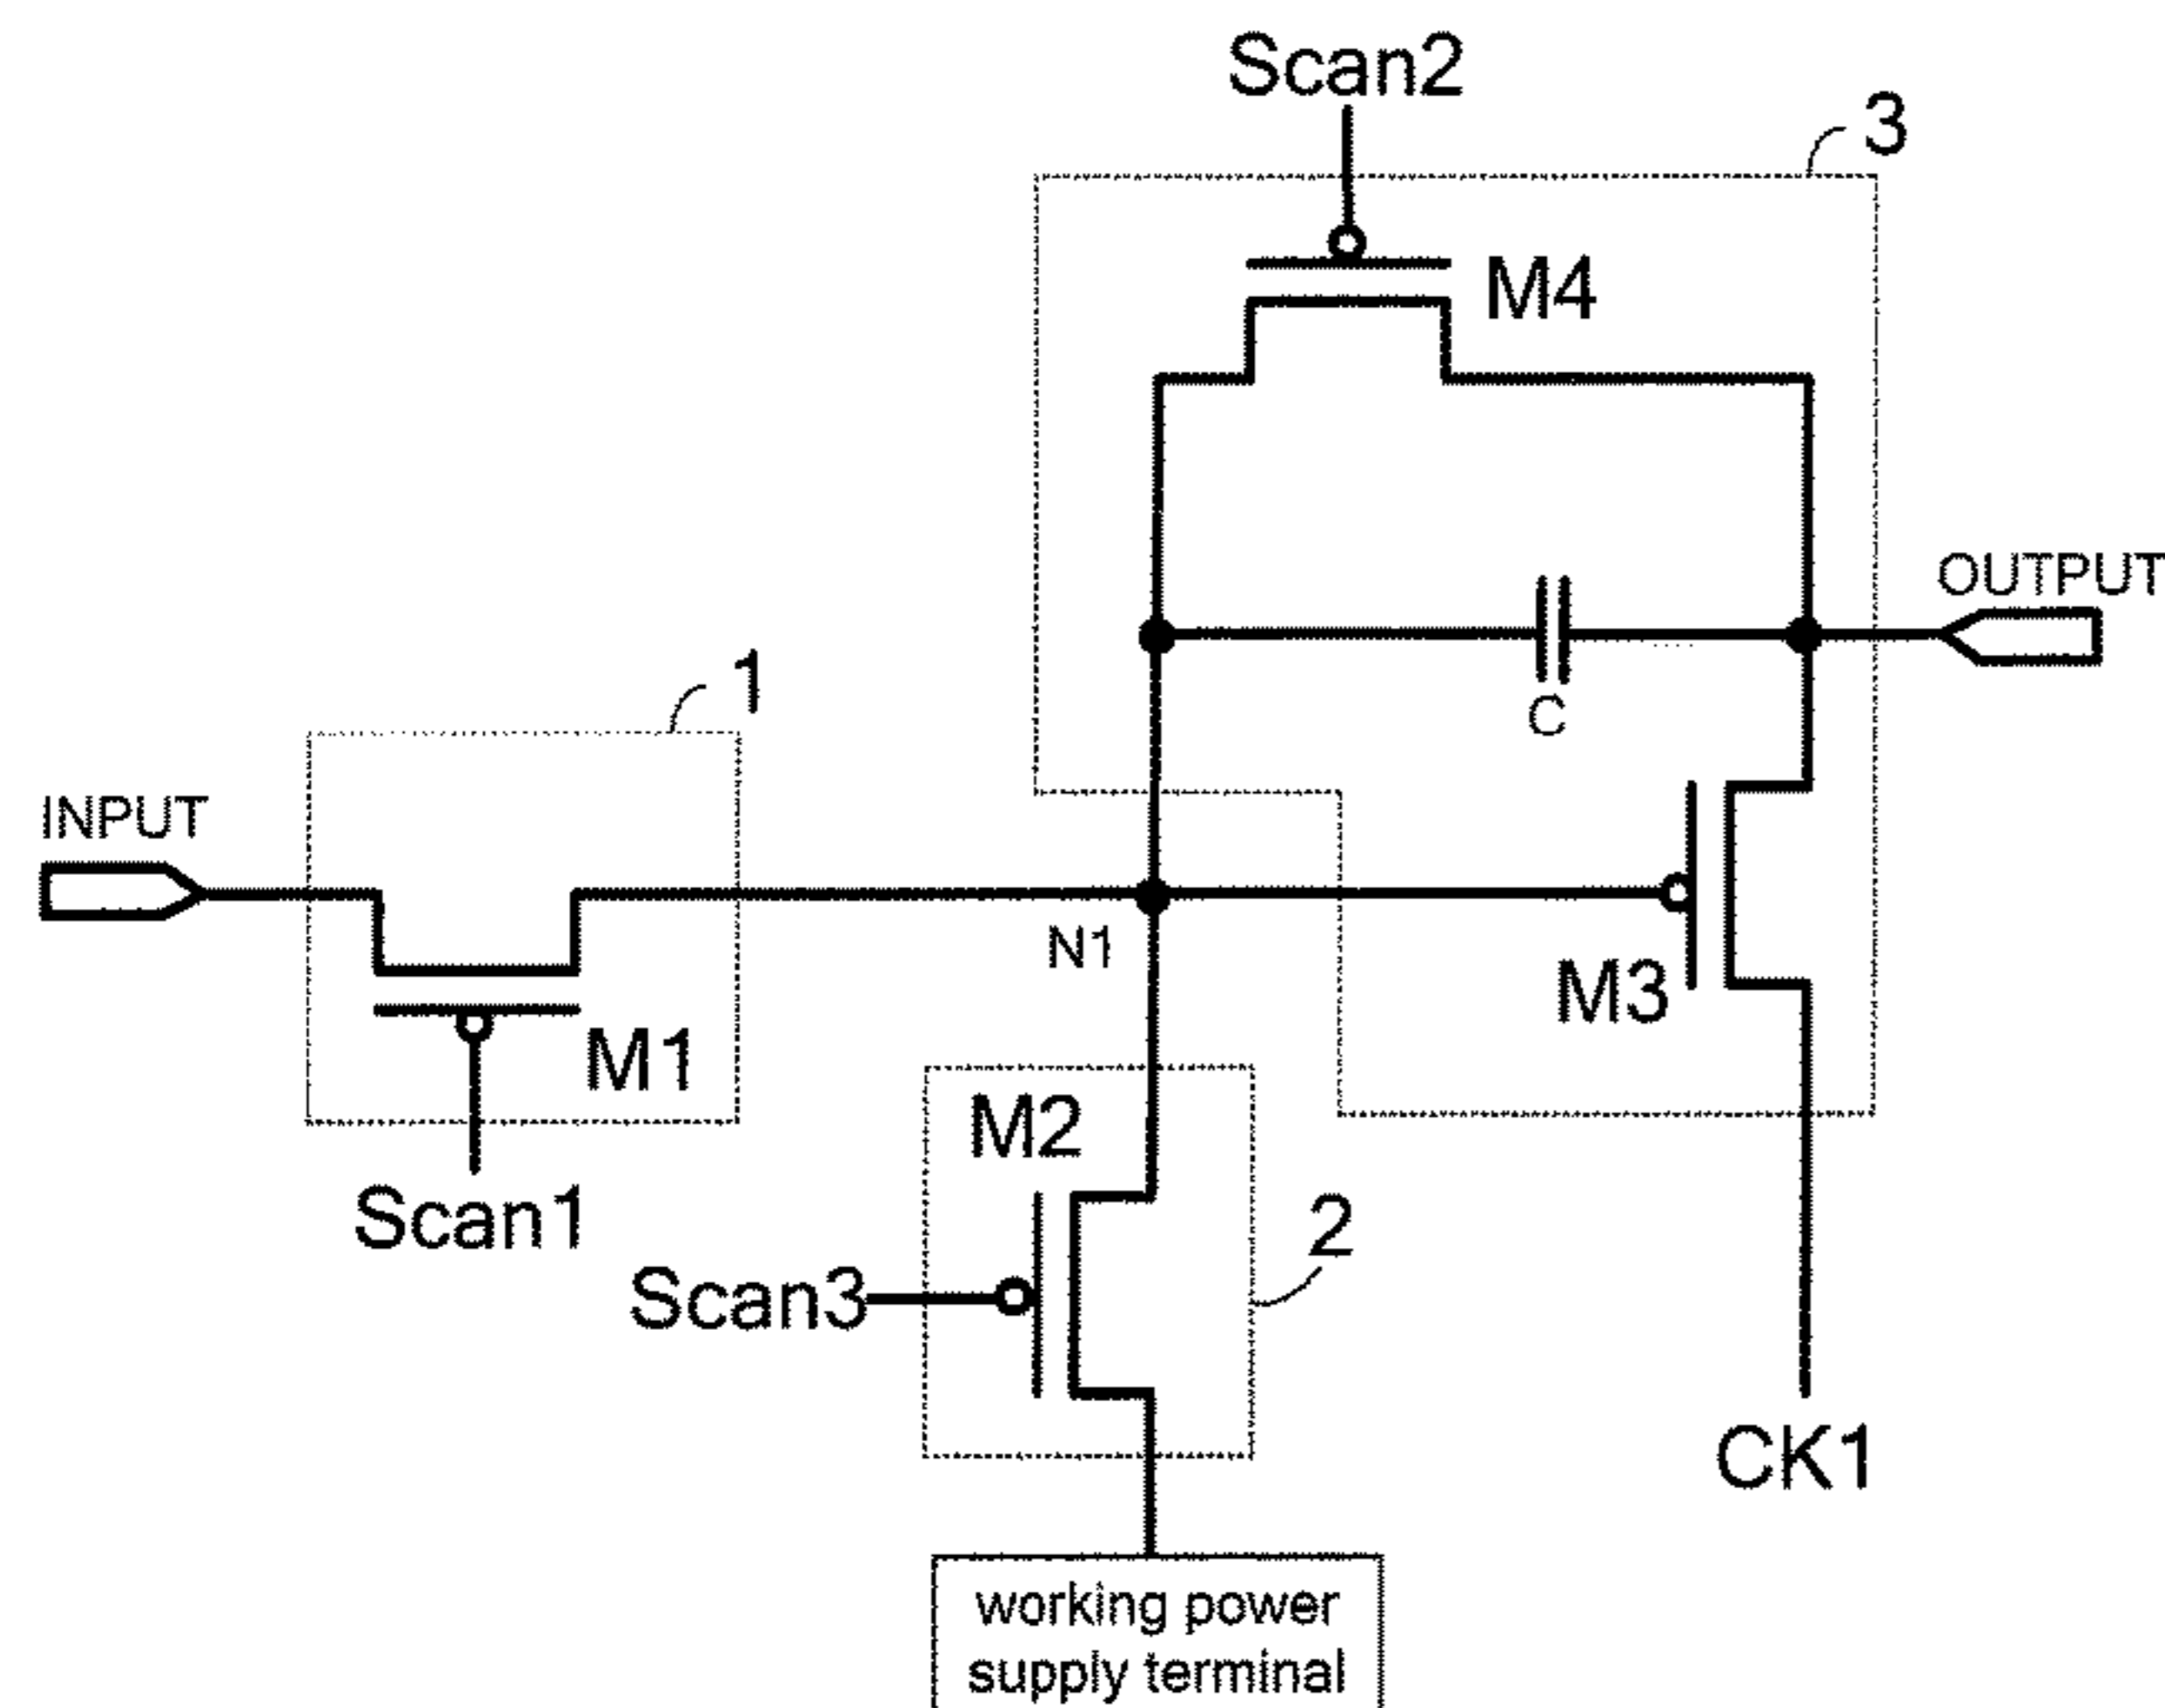 Scan2
3
M4
OUTPUT
C
1
INPUT
N1
M3
M1
M2
Scan1
2
Scan3
CK1
working power
supply terminal